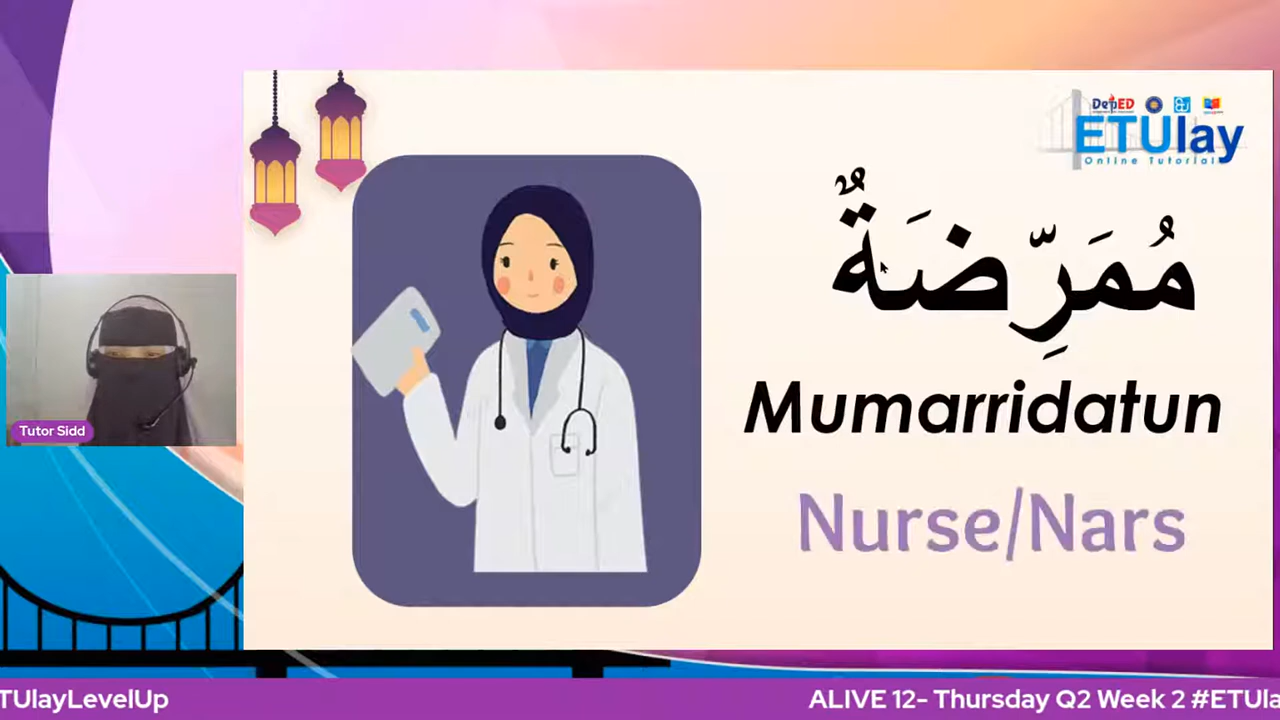 DepED
ETUlay
Online Tutorial
مُمَرِّضَةٌ
Mumarridatun
Nurse/Nars
Tutor Sidd
TUlayLevelUp
ALIVE 12- Thursday Q2 Week 2 #ETUla